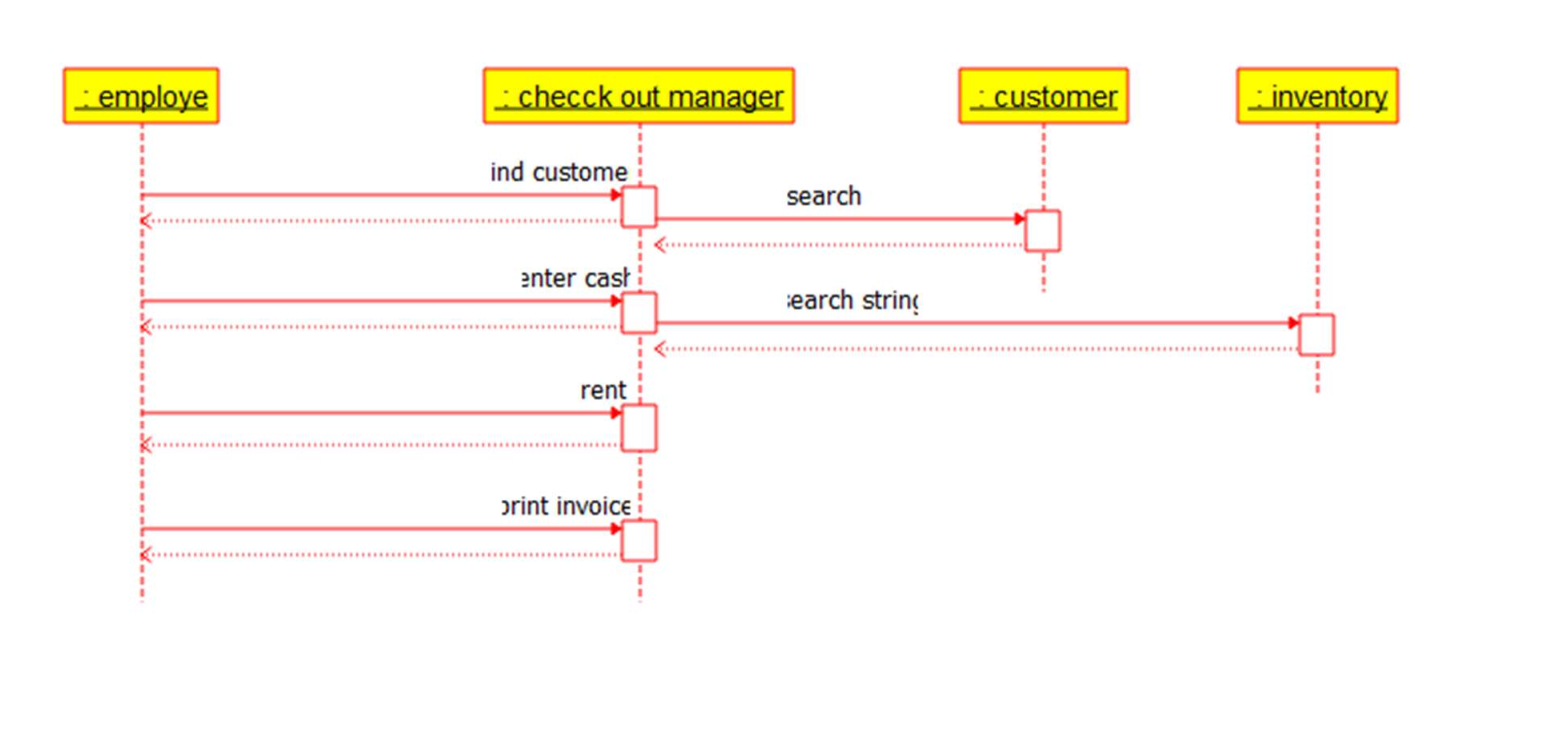 : employe
: checck out manager
: customer
: inventory
ind custome
search
enter cash
search string
rent
print invoice